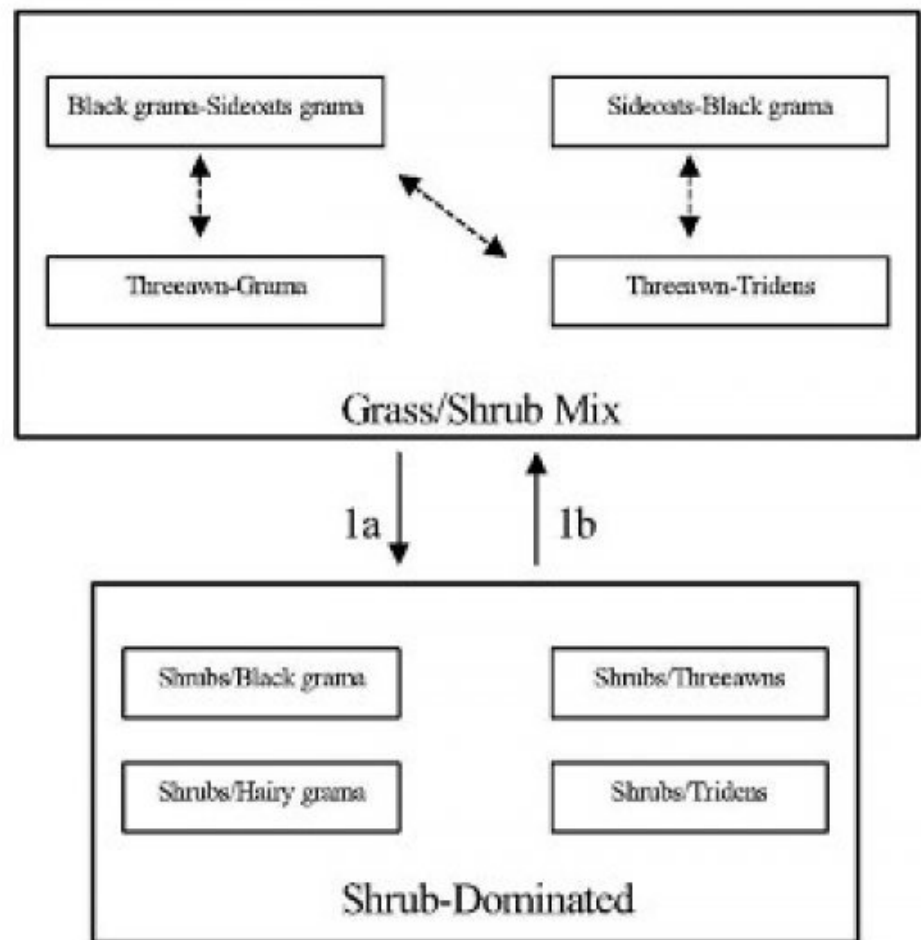 Black grama-Sideoats grama
Sideoats-Black grama
Threeawn-Grama
Threeawn-Tridens
Grass/Shrub Mix
1a
1b
Shrubs/Black grama
Shrubs/Threeawns
Shrubs/Hairy grama
Shrubs/Tridens
Shrub-Dominated